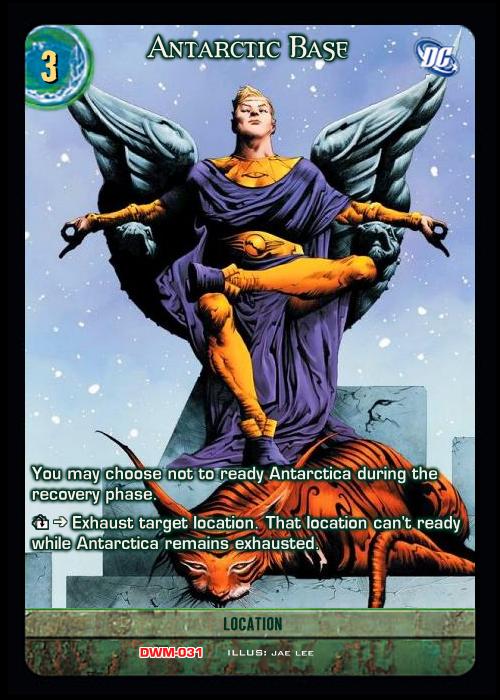 3
Antarctic Base
DC
You may choose not to ready Antarctica during the
recovery phase.
→ Exhaust target location. That location can't ready
while Antarctica remains exhausted.
LOCATION
DWM-031 ILLUS: JAE LEE